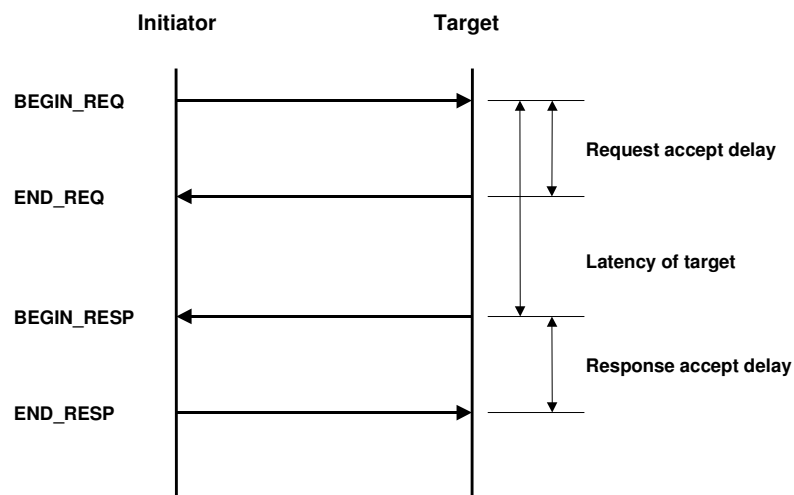 Initiator
Target
BEGIN_REQ
Request accept delay
END_REQ
Latency of target
BEGIN_RESP
Response accept delay
END_RESP